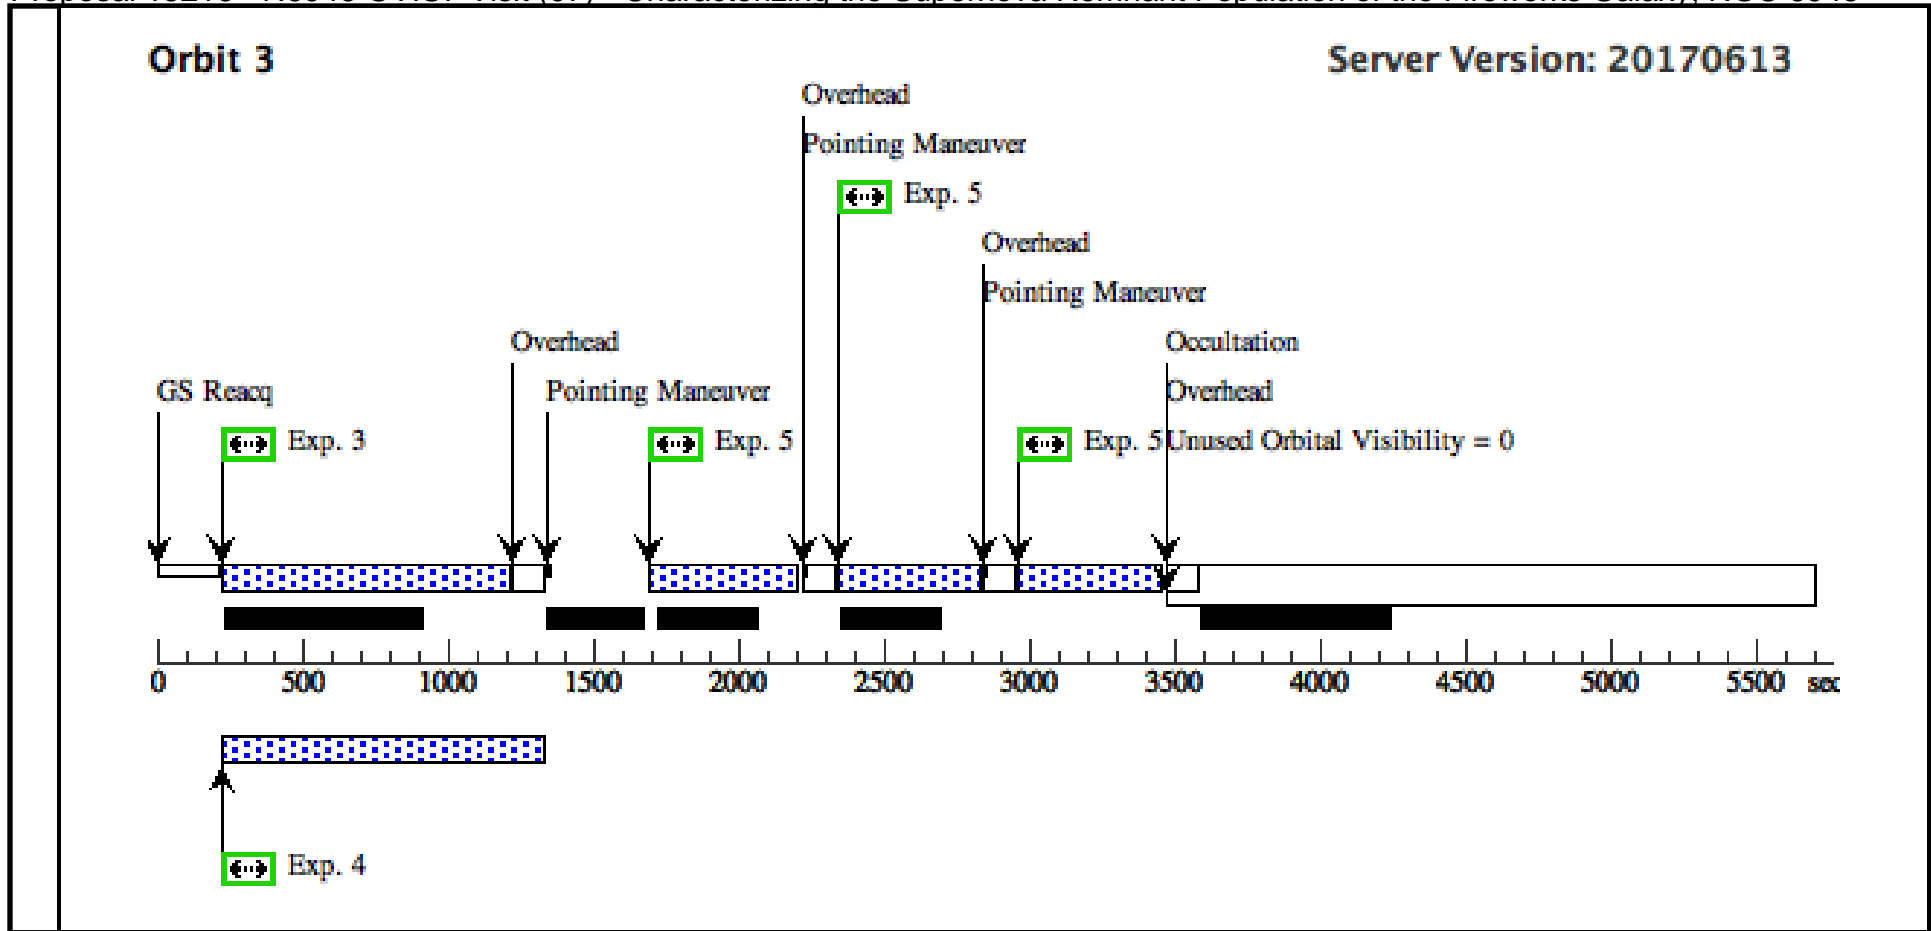 Orbit 3
Server Version: 20170613
Overhead
Pointing Maneuver
Exp. 5
Overhead
Pointing Maneuver
Overhead
Occultation
GS Reacq
Pointing Maneuver
Overhead
Exp. 3
Exp. 5
Exp. 5
Unused Orbital Visibility = 0
0 500 1000 1500 2000 2500 3000 3500 4000 4500 5000 5500 sec
Exp. 4